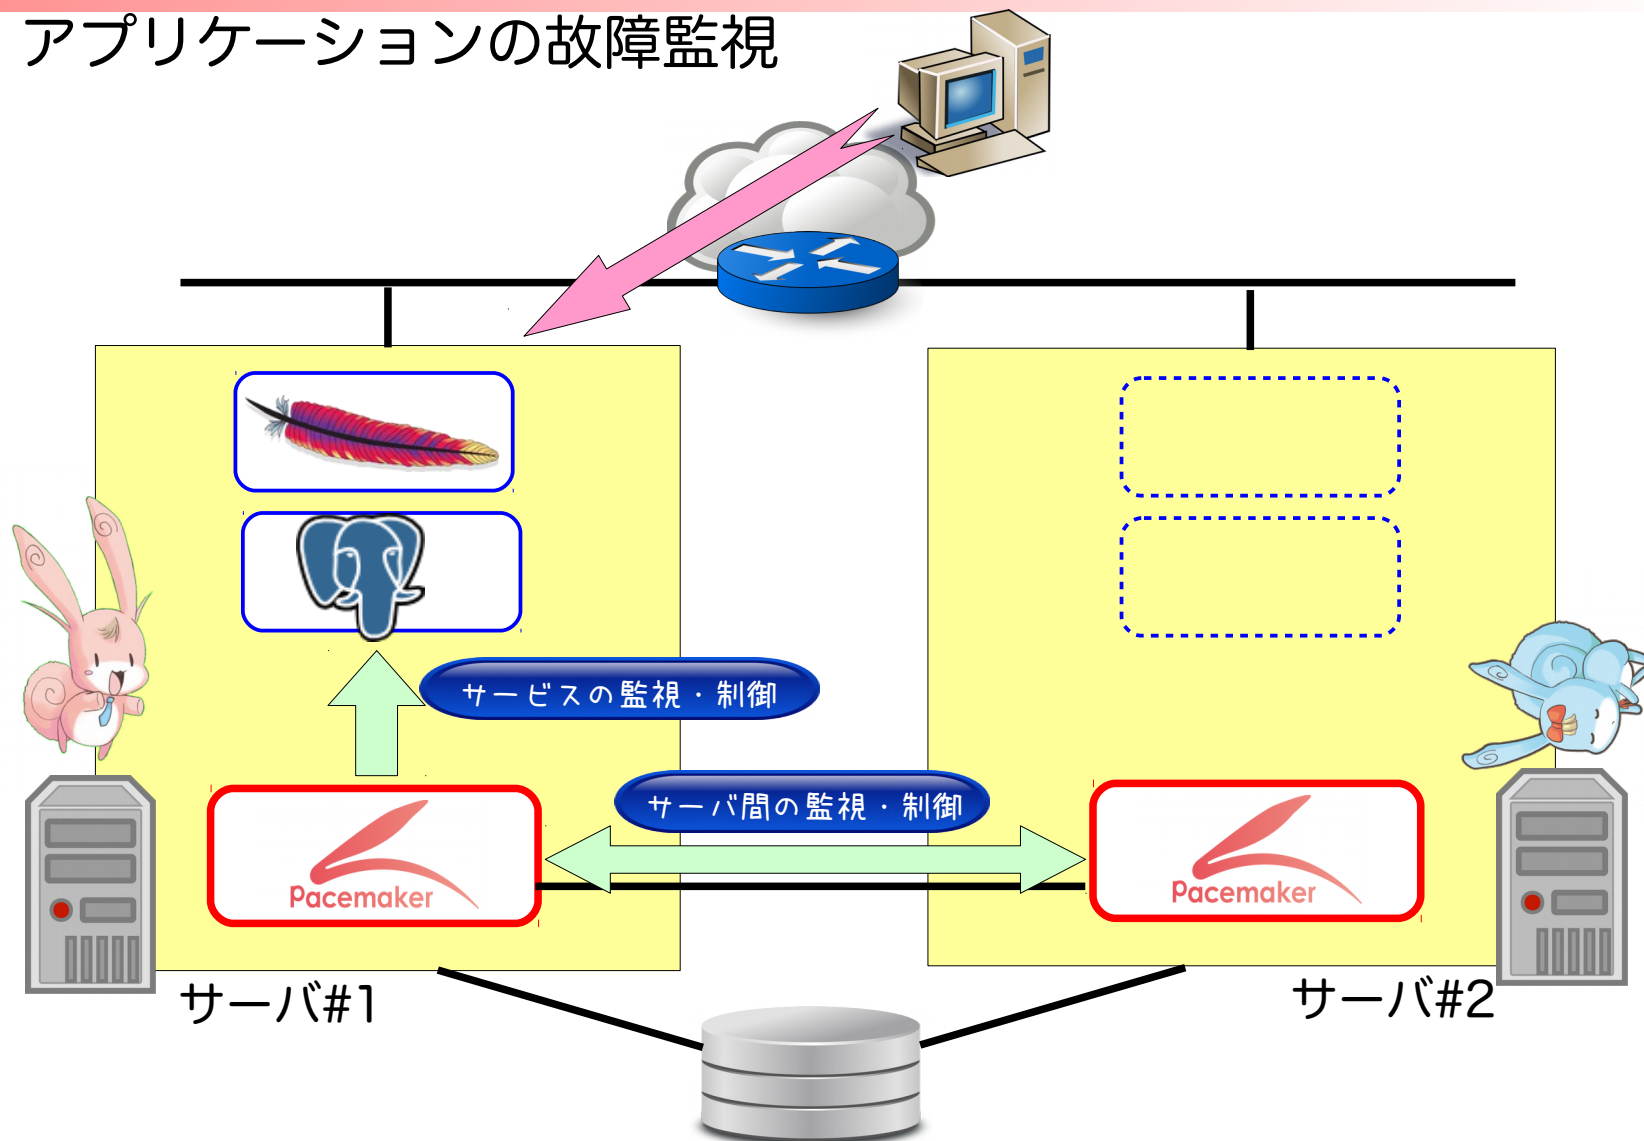 アプリケーションの故障監視
サービスの監視・制御
サーバ間の監視・制御
Pacemaker
Pacemaker
サーバ#1
サーバ#2